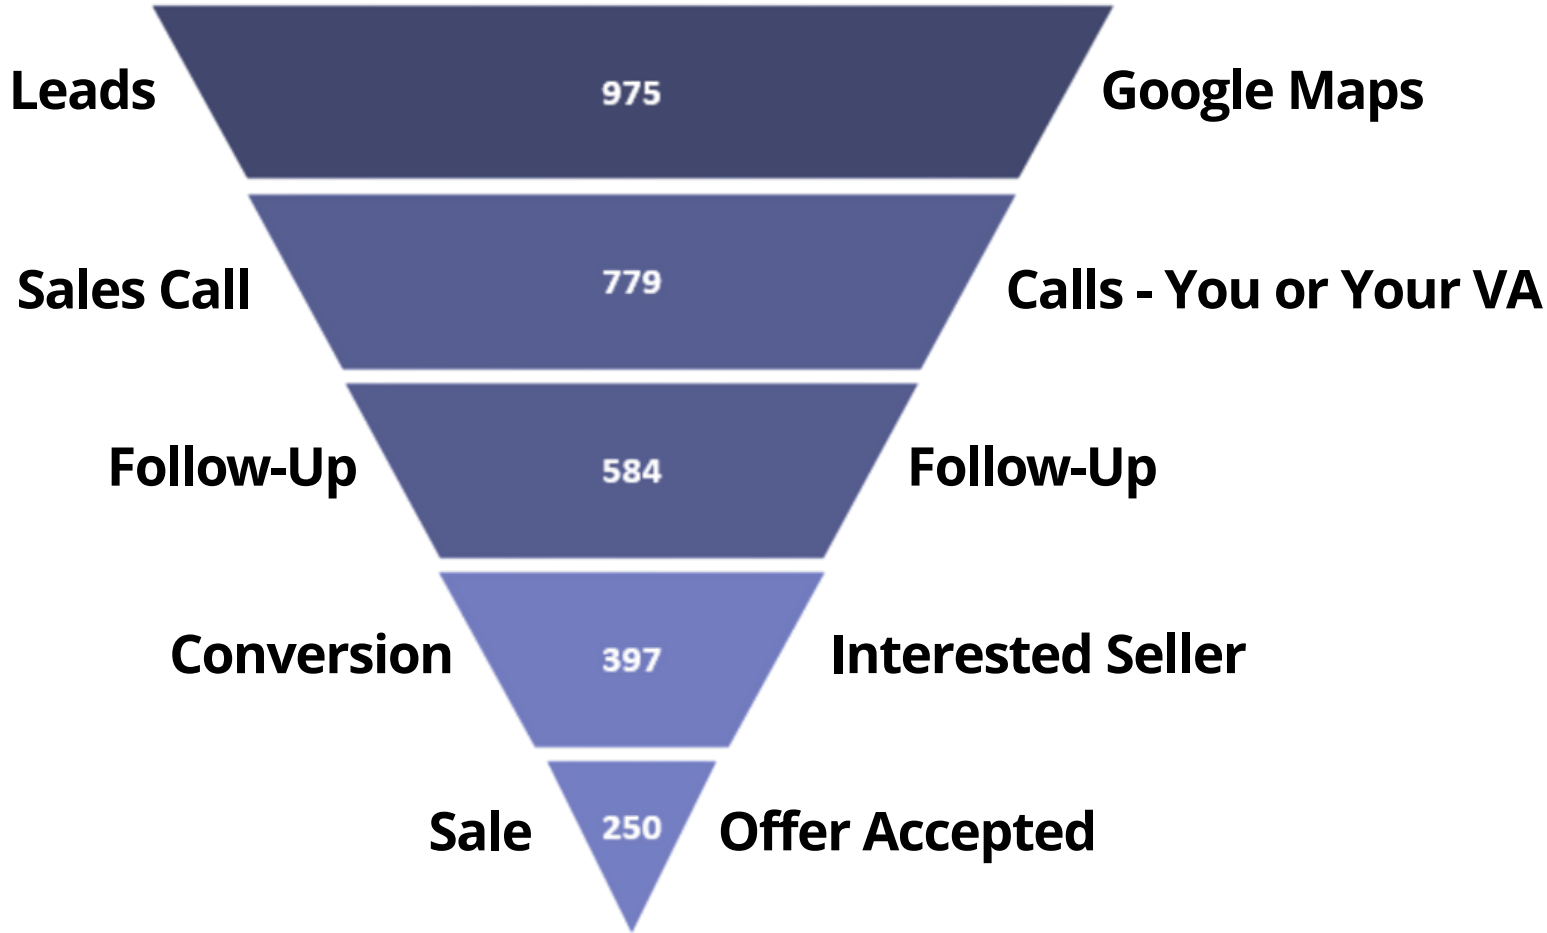 Leads
975
Google Maps
Sales Call
779
Calls - You or Your VA
Follow-Up
584
Follow-Up
Conversion
397
Interested Seller
Sale
250
Offer Accepted